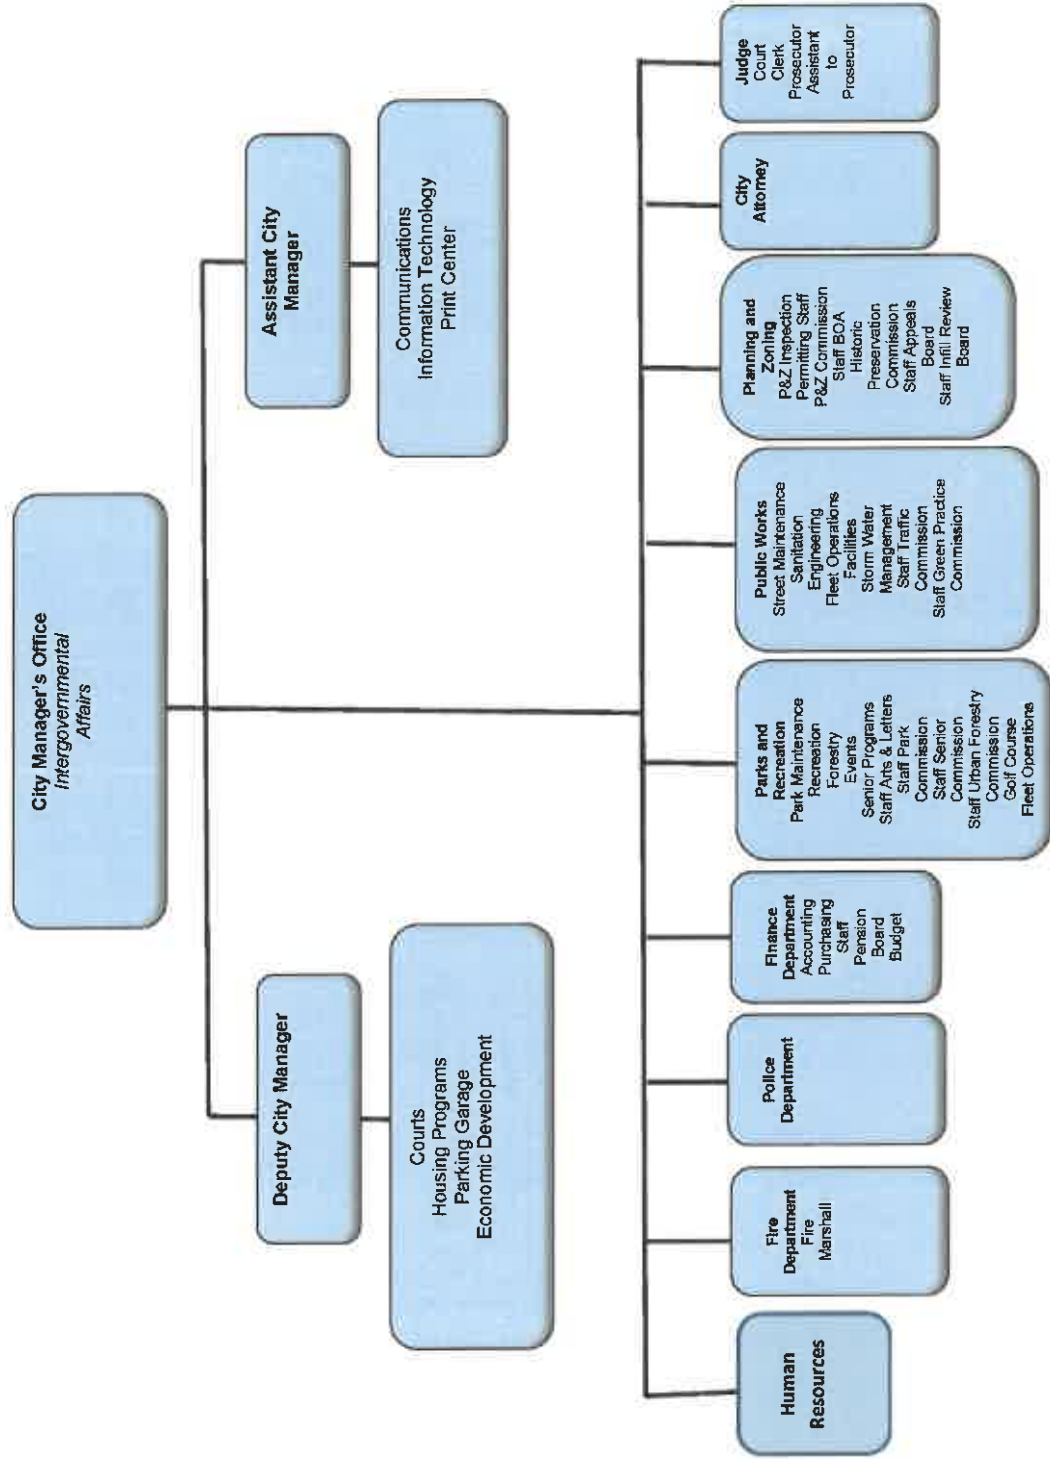 City Manager's Office
Intergovernmental
Affairs
Deputy City Manager
Assistant City
Manager
Courts
Housing Programs
Parking Garage
Economic Development
Communications
Information Technology
Print Center
Human
Resources
Fire
Department
Fire
Marshall
Police
Department
Finance
Department
Accounting
Purchasing
Staff
Pension
Board
Budget
Parks and
Recreation
Park Maintenance
Recreation
Forestry
Events
Senior Programs
Staff Arts & Letters
Staff Park
Commission
Staff Senior
Commission
Staff Urban Forestry
Commission
Golf Course
Fleet Operations
Public Works
Street Maintenance
Sanitation
Engineering
Fleet Operations
Facilities
Storm Water
Management
Staff Traffic
Commission
Staff Green Practice
Commission
Planning and
Zoning
P&Z Inspection
Permitting Staff
P&Z Commission
Staff BOA
Historic
Preservation
Commission
Staff Appeals
Board
Staff Infill Review
Board
City
Attorney
Judge
Court
Clerk
Prosecutor
Assistant
to
Prosecutor